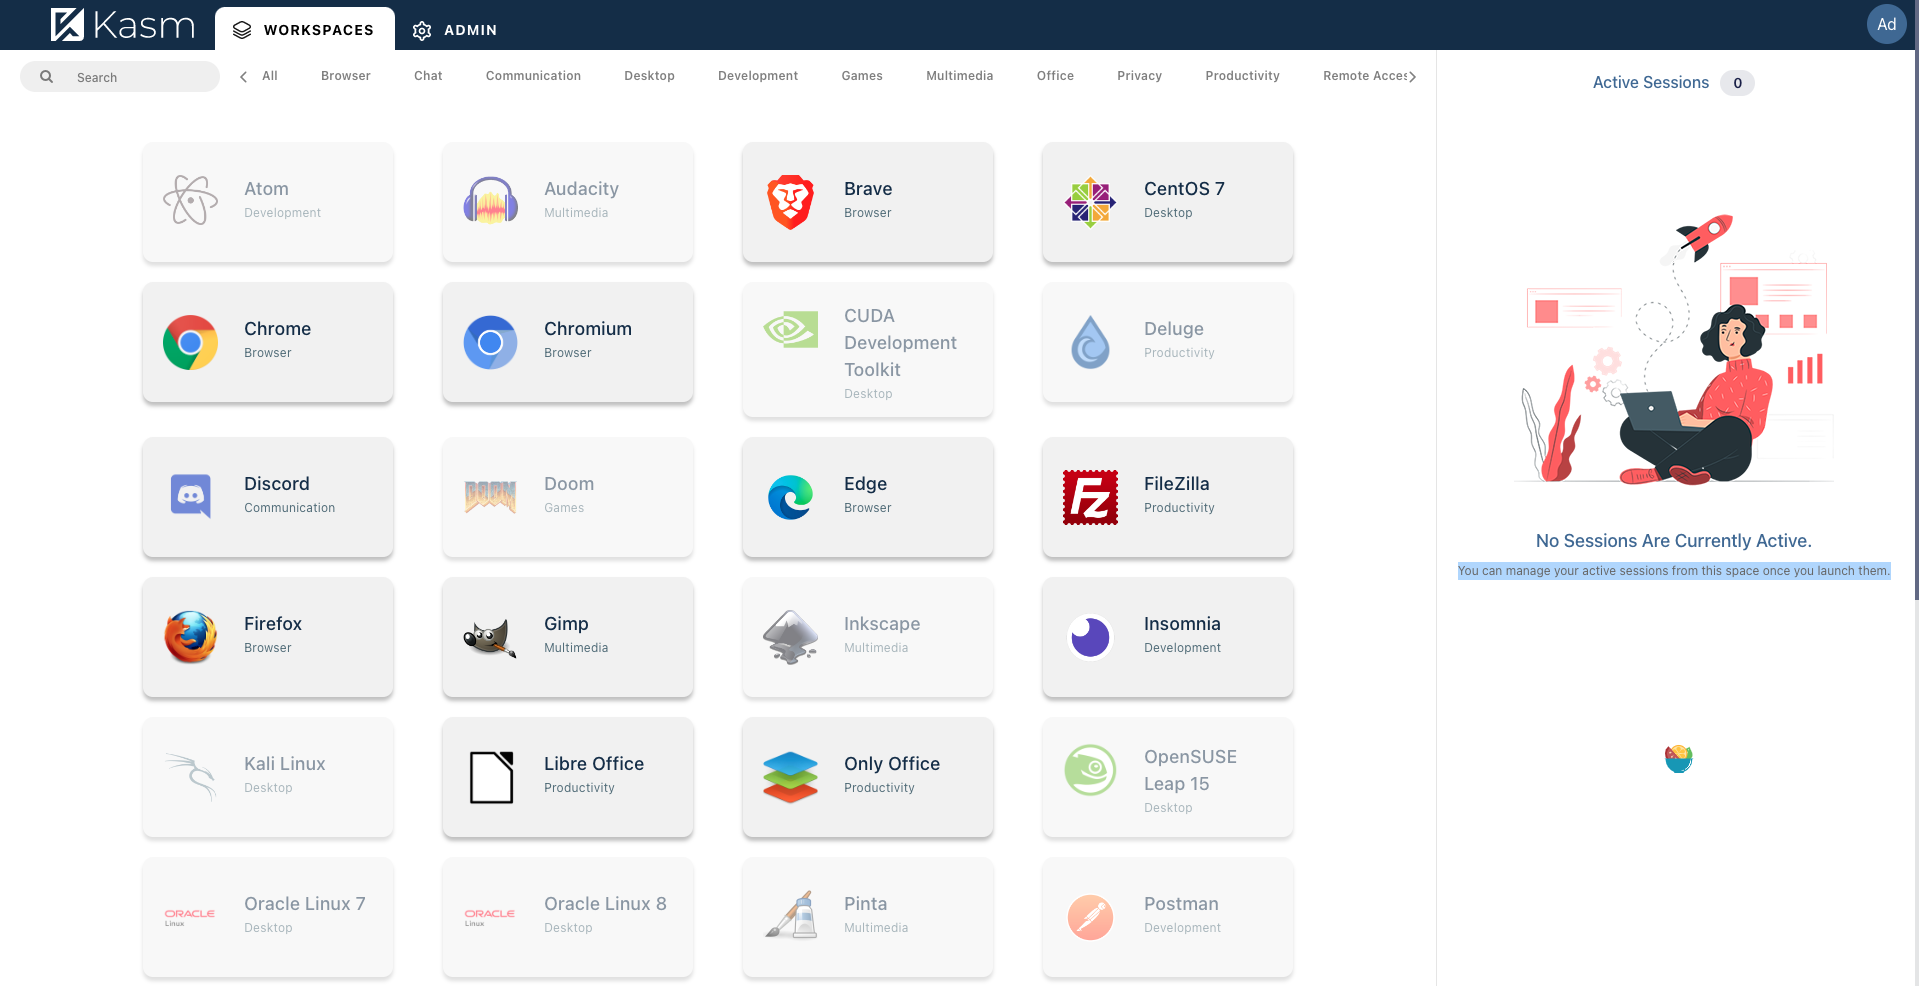 Kasm
WORKSPACES
ADMIN
Ad
Search
All
Browser
Chat
Communication
Desktop
Development
Games
Multimedia
Office
Privacy
Productivity
Remote Acces
Active Sessions 0
Atom
Development
Audacity
Multimedia
Brave
Browser
CentOS 7
Desktop
Chrome
Browser
Chromium
Browser
CUDA
Development
Toolkit
Desktop
Deluge
Productivity
Discord
Communication
DOOM
Doom
Games
Edge
Browser
Fz
FileZilla
Productivity
Firefox
Browser
Gimp
Multimedia
Inkscape
Multimedia
Insomnia
Development
Kali Linux
Desktop
Libre Office
Productivity
Only Office
Productivity
OpenSUSE
Leap 15
Desktop
ORACLE
Linux
Oracle Linux 7
Desktop
ORACLE
Linux
Oracle Linux 8
Desktop
Pinta
Multimedia
Postman
Development
No Sessions Are Currently Active.
You can manage your active sessions from this space once you launch them.